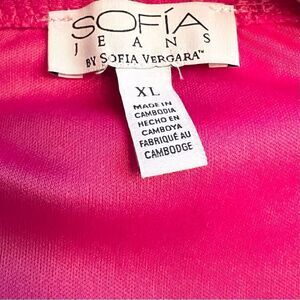 SOFÍA
JEANS
BY SOFIA VERGARA™
XL
MADE IN
CAMBODIA
HECHO EN
CAMBOYA
FABRIQUÉ AU
CAMBODGE